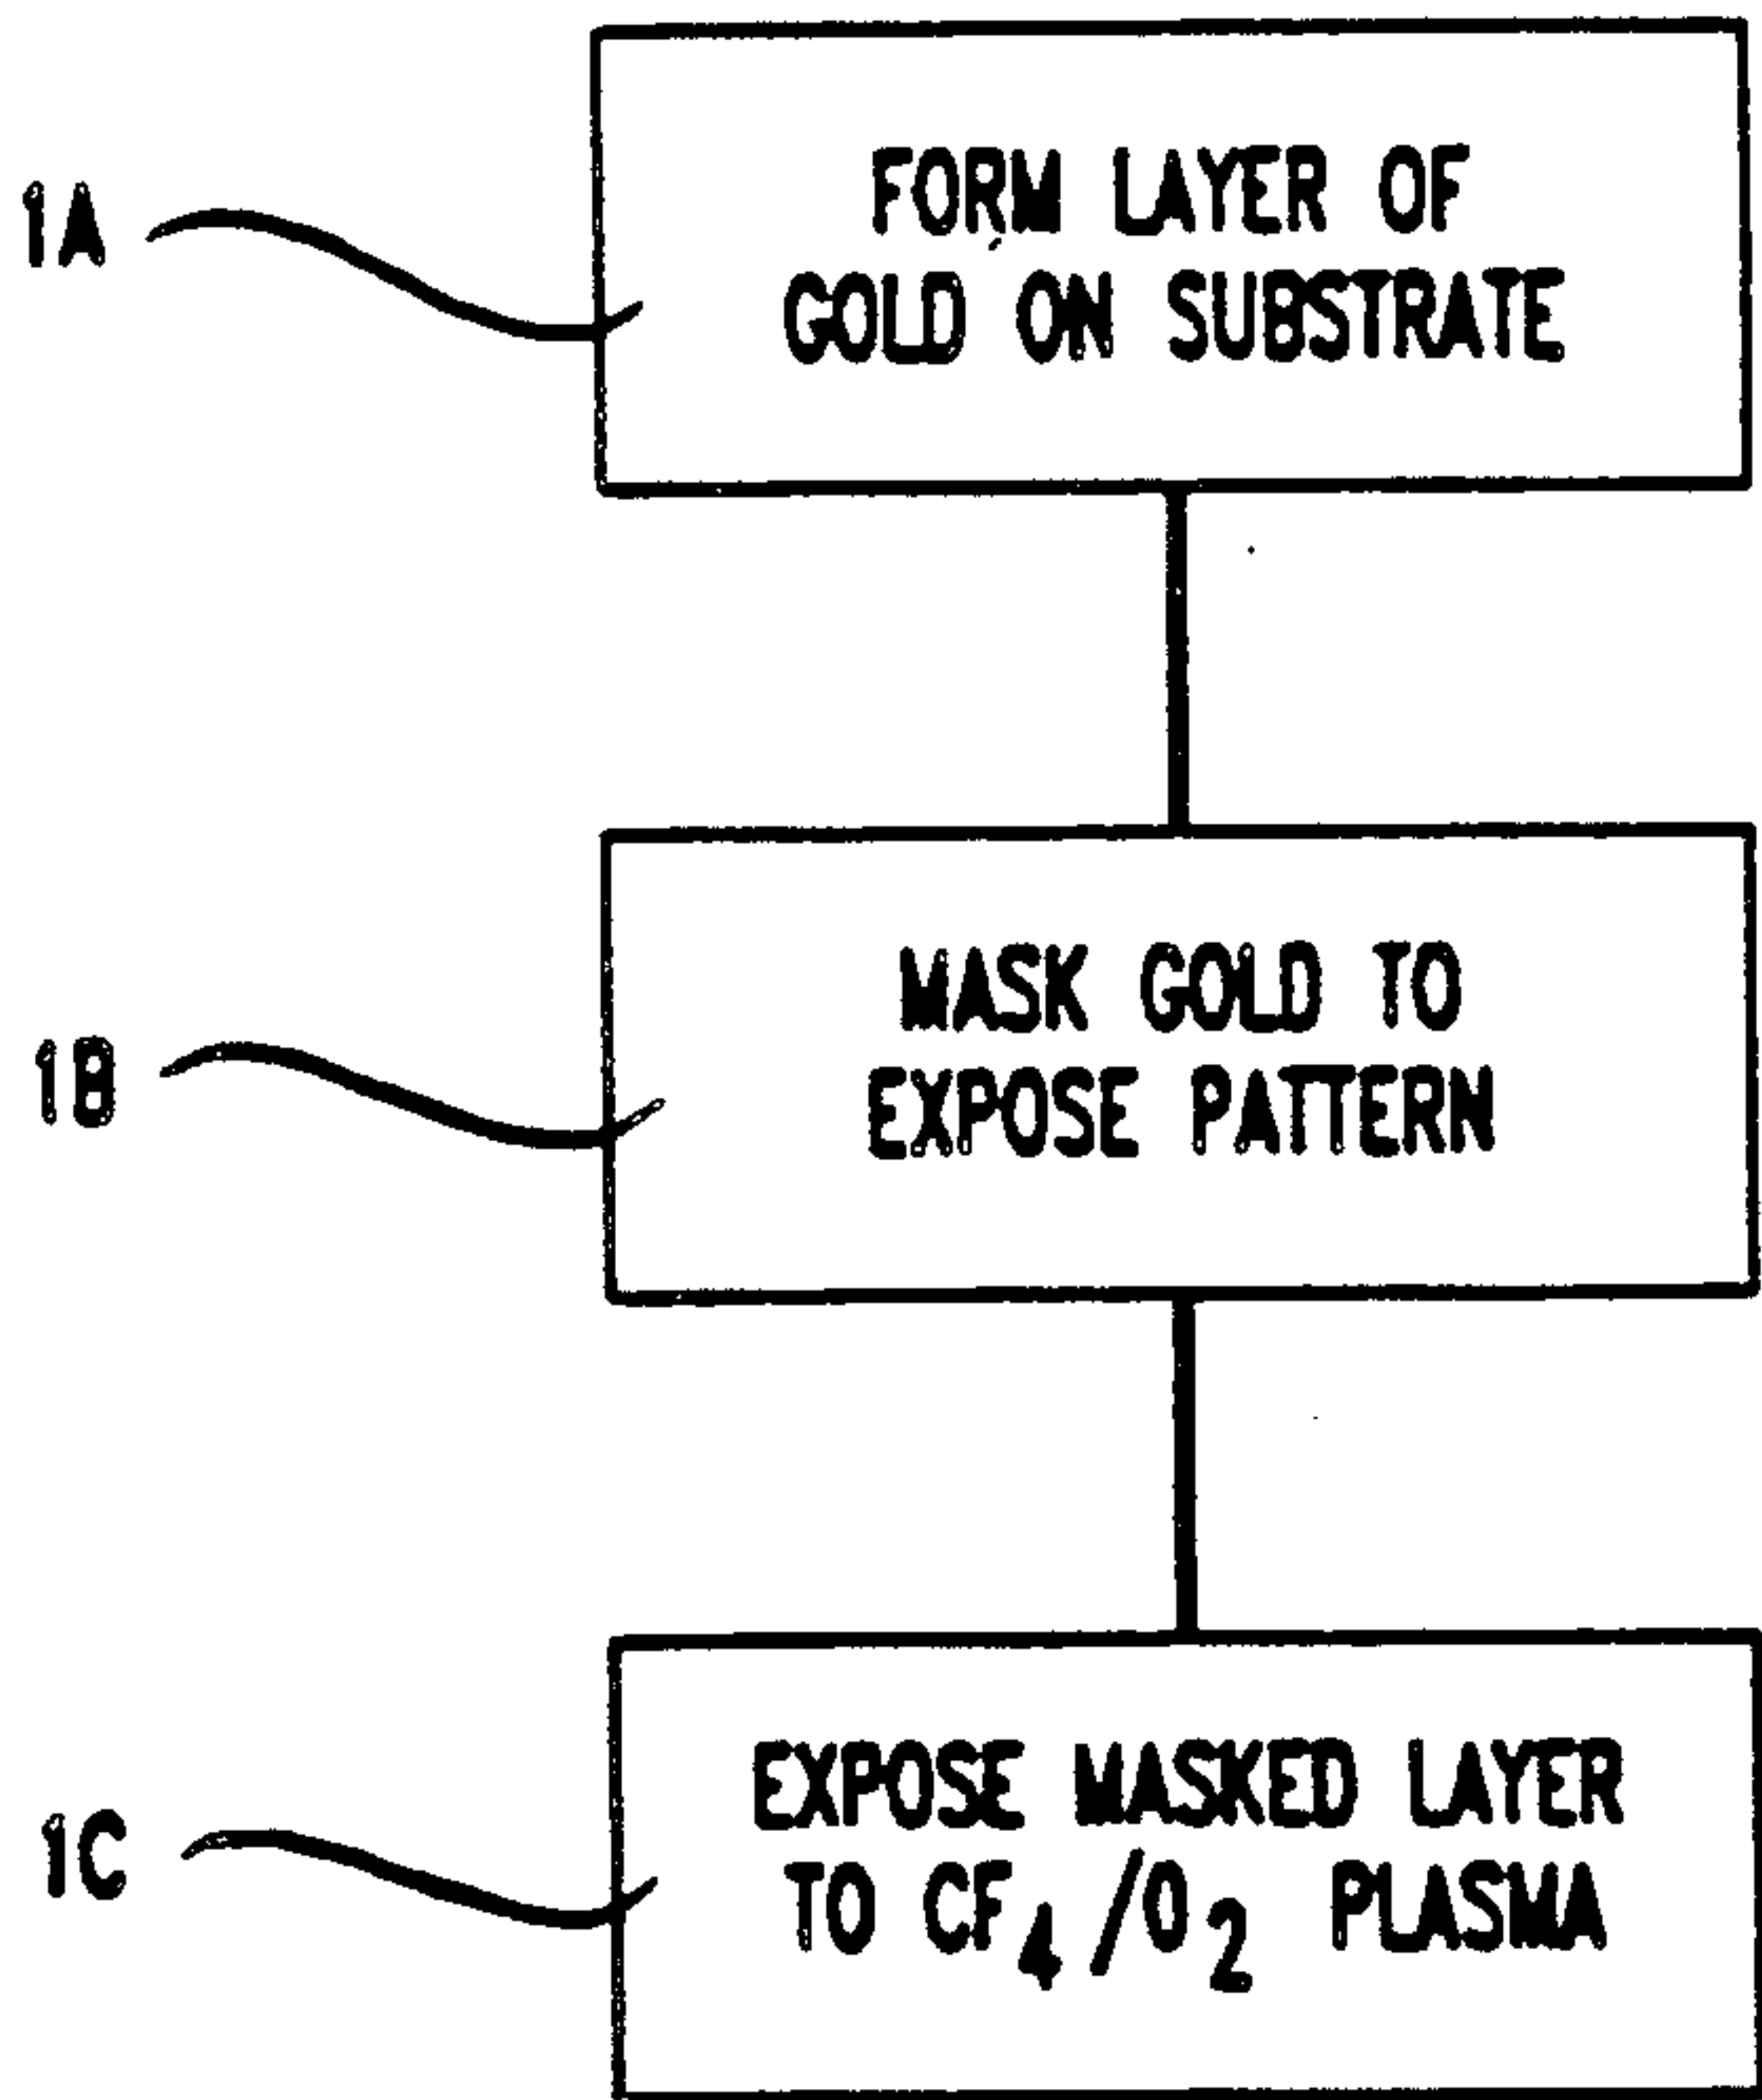 1A
FORM LAYER OF
GOLD ON SUBSTRATE
1B
MASK GOLD TO
EXPOSE PATTERN
1C
EXPOSE MASKED LAYER
TO CF4/O2 PLASMA